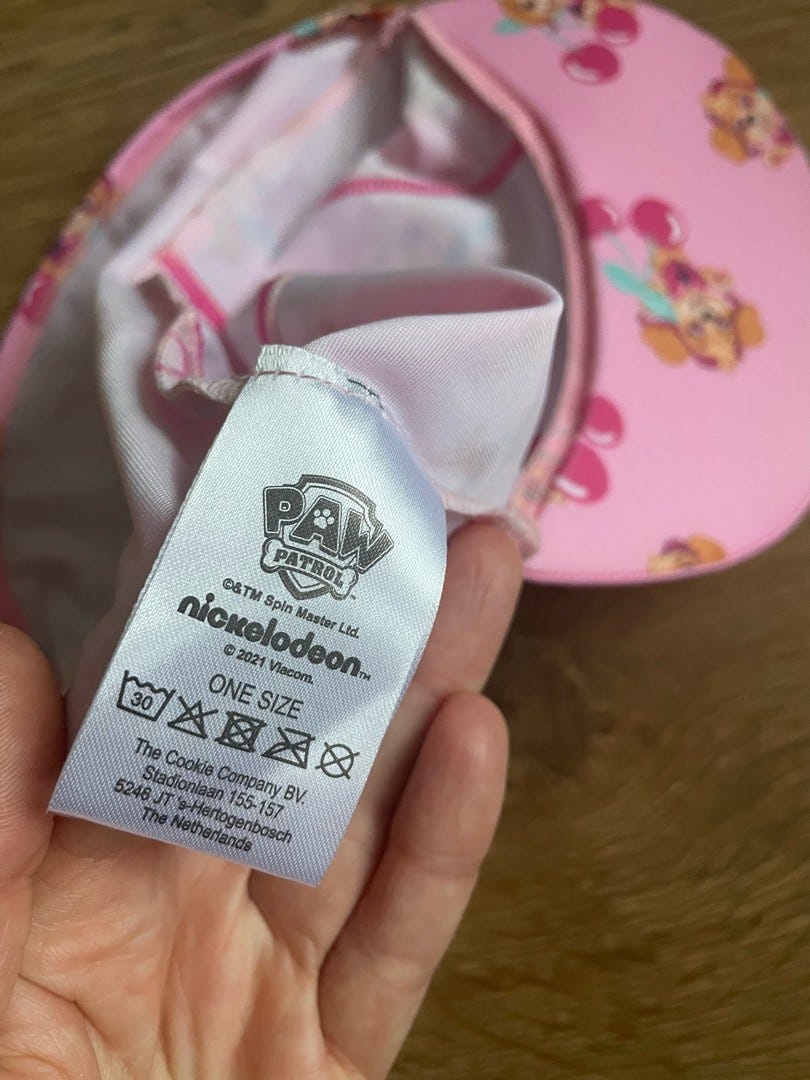 PAW
PATROL
©&TM Spin Master Ltd.
nickelodeon™
© 2021 Viacom.
ONE SIZE
30
The Cookie Company BV.
Stadionlaan 155-157
5246 JT 's-Hertogenbosch
The Netherlands